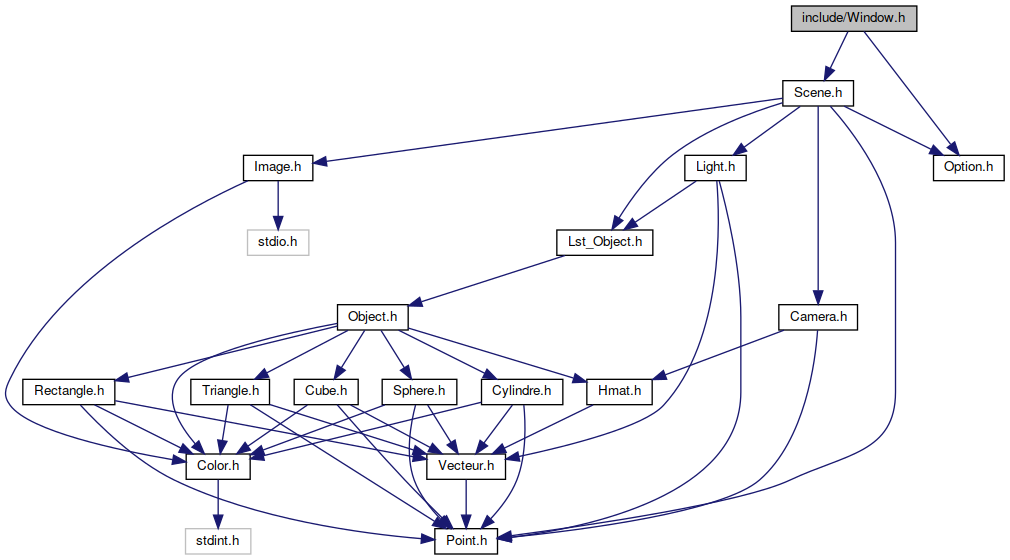 include/Window.h
Scene.h
Image.h
Light.h
Option.h
stdio.h
Lst_Object.h
Object.h
Camera.h
Rectangle.h
Triangle.h
Cube.h
Sphere.h
Cylindre.h
Hmat.h
Color.h
Vecteur.h
stdint.h
Point.h